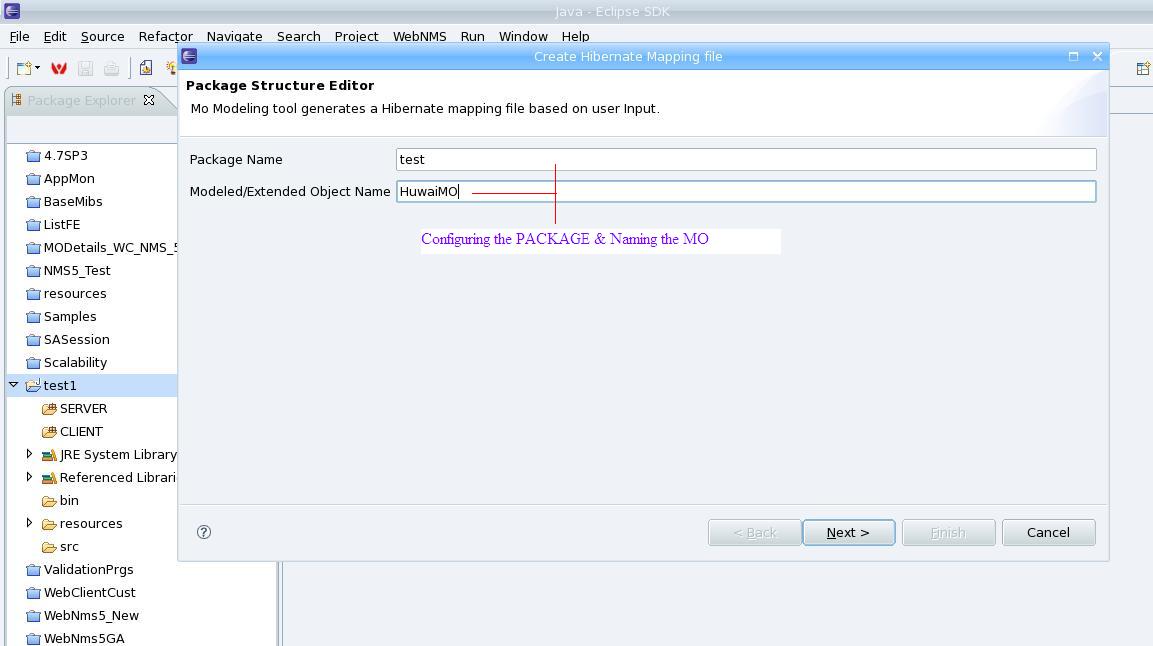 Java - Eclipse SDK
File Edit Source Refactor Navigate Search Project WebNMS Run Window Help
Create Hibernate Mapping file
Package Explorer
Package Structure Editor
Mo Modeling tool generates a Hibernate mapping file based on user Input.
Package Name test
Modeled/Extended Object Name HuwaiMO
Configuring the PACKAGE & Naming the MO
4.7SP3
AppMon
BaseMibs
ListFE
MODetails_WC_NMS_5
NMS5_Test
resources
Samples
SASession
Scalability
test1
SERVER
CLIENT
JRE System Library
Referenced Librari
bin
resources
src
ValidationPrgs
WebClientCust
WebNms5_New
WebNms5GA
< Back Next > Finish Cancel